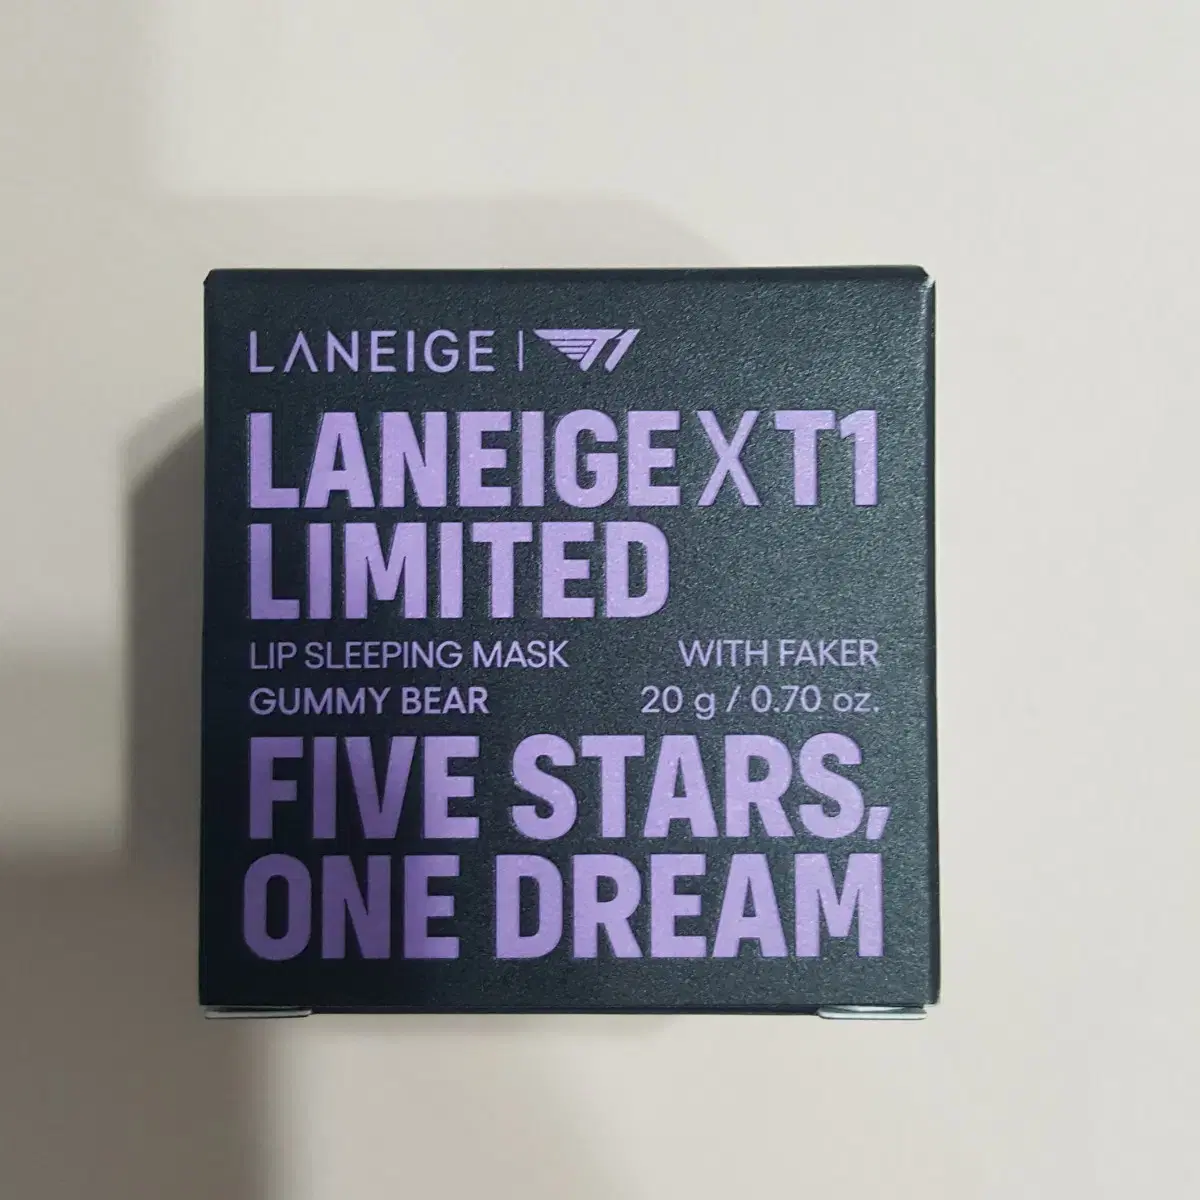 LANEIGE | T1
LANEIGE X T1
LIMITED
LIP SLEEPING MASK WITH FAKER
GUMMY BEAR 20 g / 0.70 oz.
FIVE STARS,
ONE DREAM